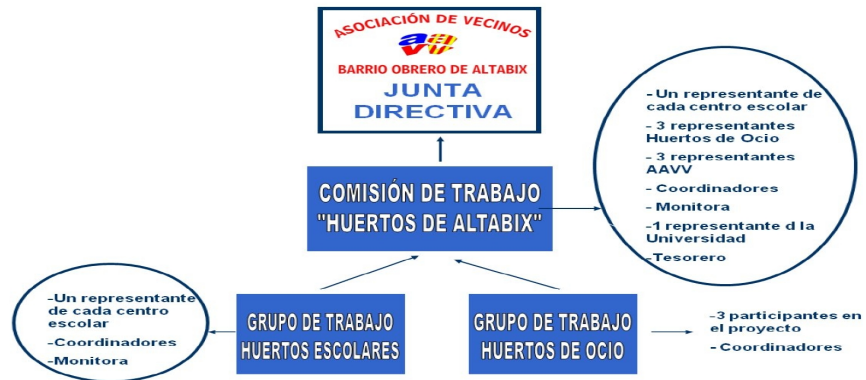 ASOCIACIÓN DE VECINOS
BARRIO OBRERO DE ALTABIX
JUNTA
DIRECTIVA
- Un representante de
cada centro escolar
- 3 representantes
Huertos de Ocio
- 3 representantes
AAVV
- Coordinadores
- Monitora
-1 representante d la
Universidad
-Tesorero
COMISIÓN DE TRABAJO
"HUERTOS DE ALTABIX"
-Un representante
de cada centro
escolar
-Coordinadores
-Monitora
GRUPO DE TRABAJO
HUERTOS ESCOLARES
GRUPO DE TRABAJO
HUERTOS DE OCIO
-3 participantes en
el proyecto
- Coordinadores